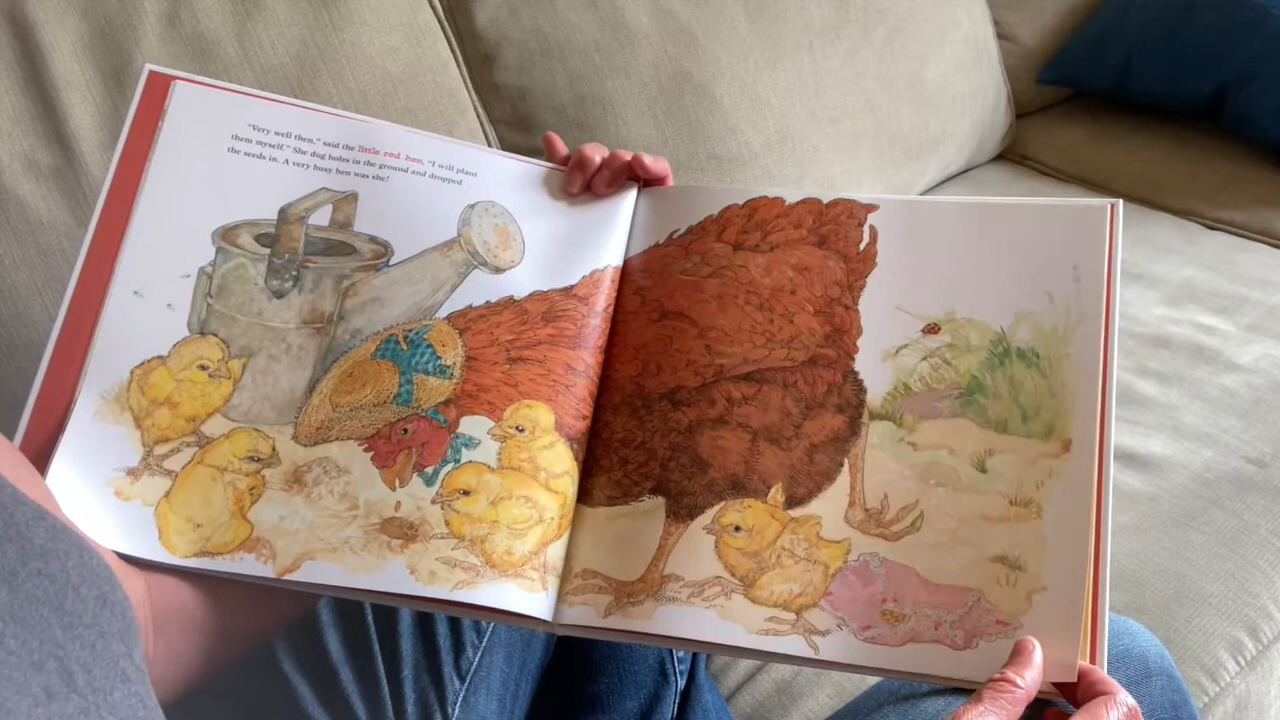 "Very well then," said the little red hen, "I will plant
them myself." She dug holes in the ground and dropped
the seeds in. A very busy hen was she!